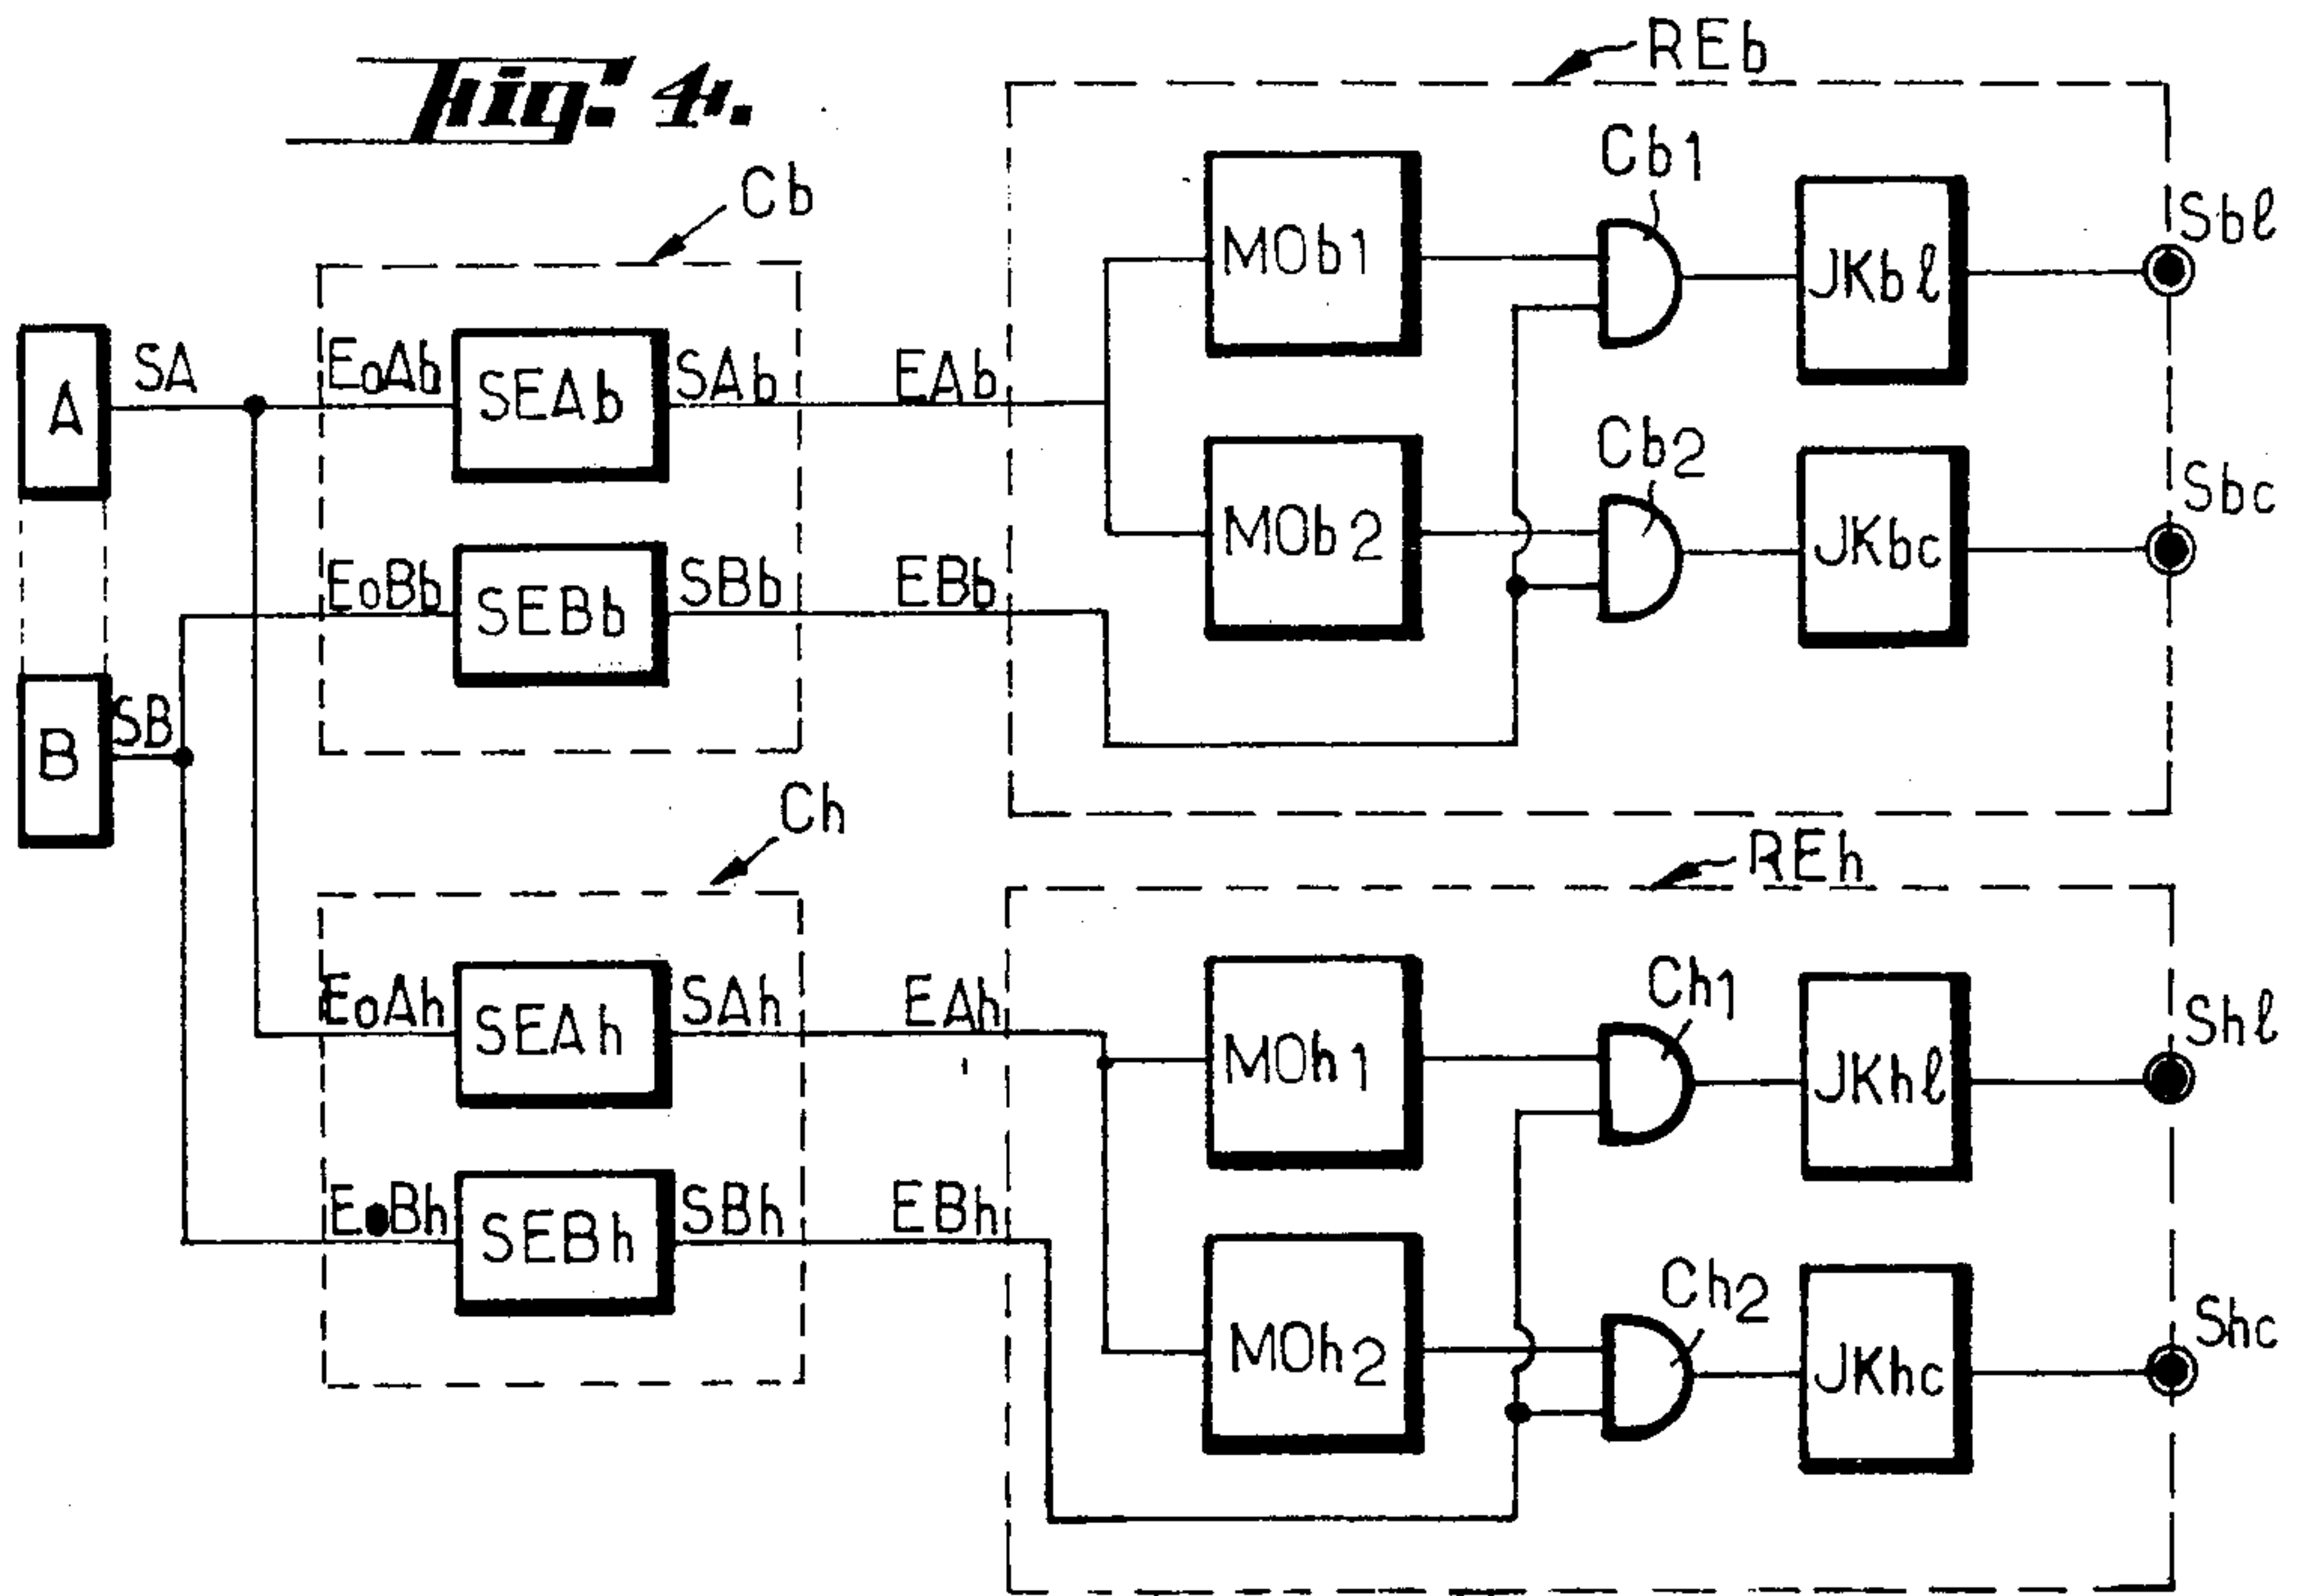 Fig. 4.
REb
Cb
Cb1
MOb1
JKbℓ
Sbℓ
A
SA
EoAb
SEAb
SAb
EAb
Cb2
MOb2
JKbc
Sbc
EoBb
SEBb
SBb
EBb
B
SB
Ch
REh
EoAh
SEAh
SAh
EAh
MOh1
Ch1
JKhℓ
Shℓ
EoBh
SEBh
SBh
EBh
MOh2
Ch2
JKhc
Shc